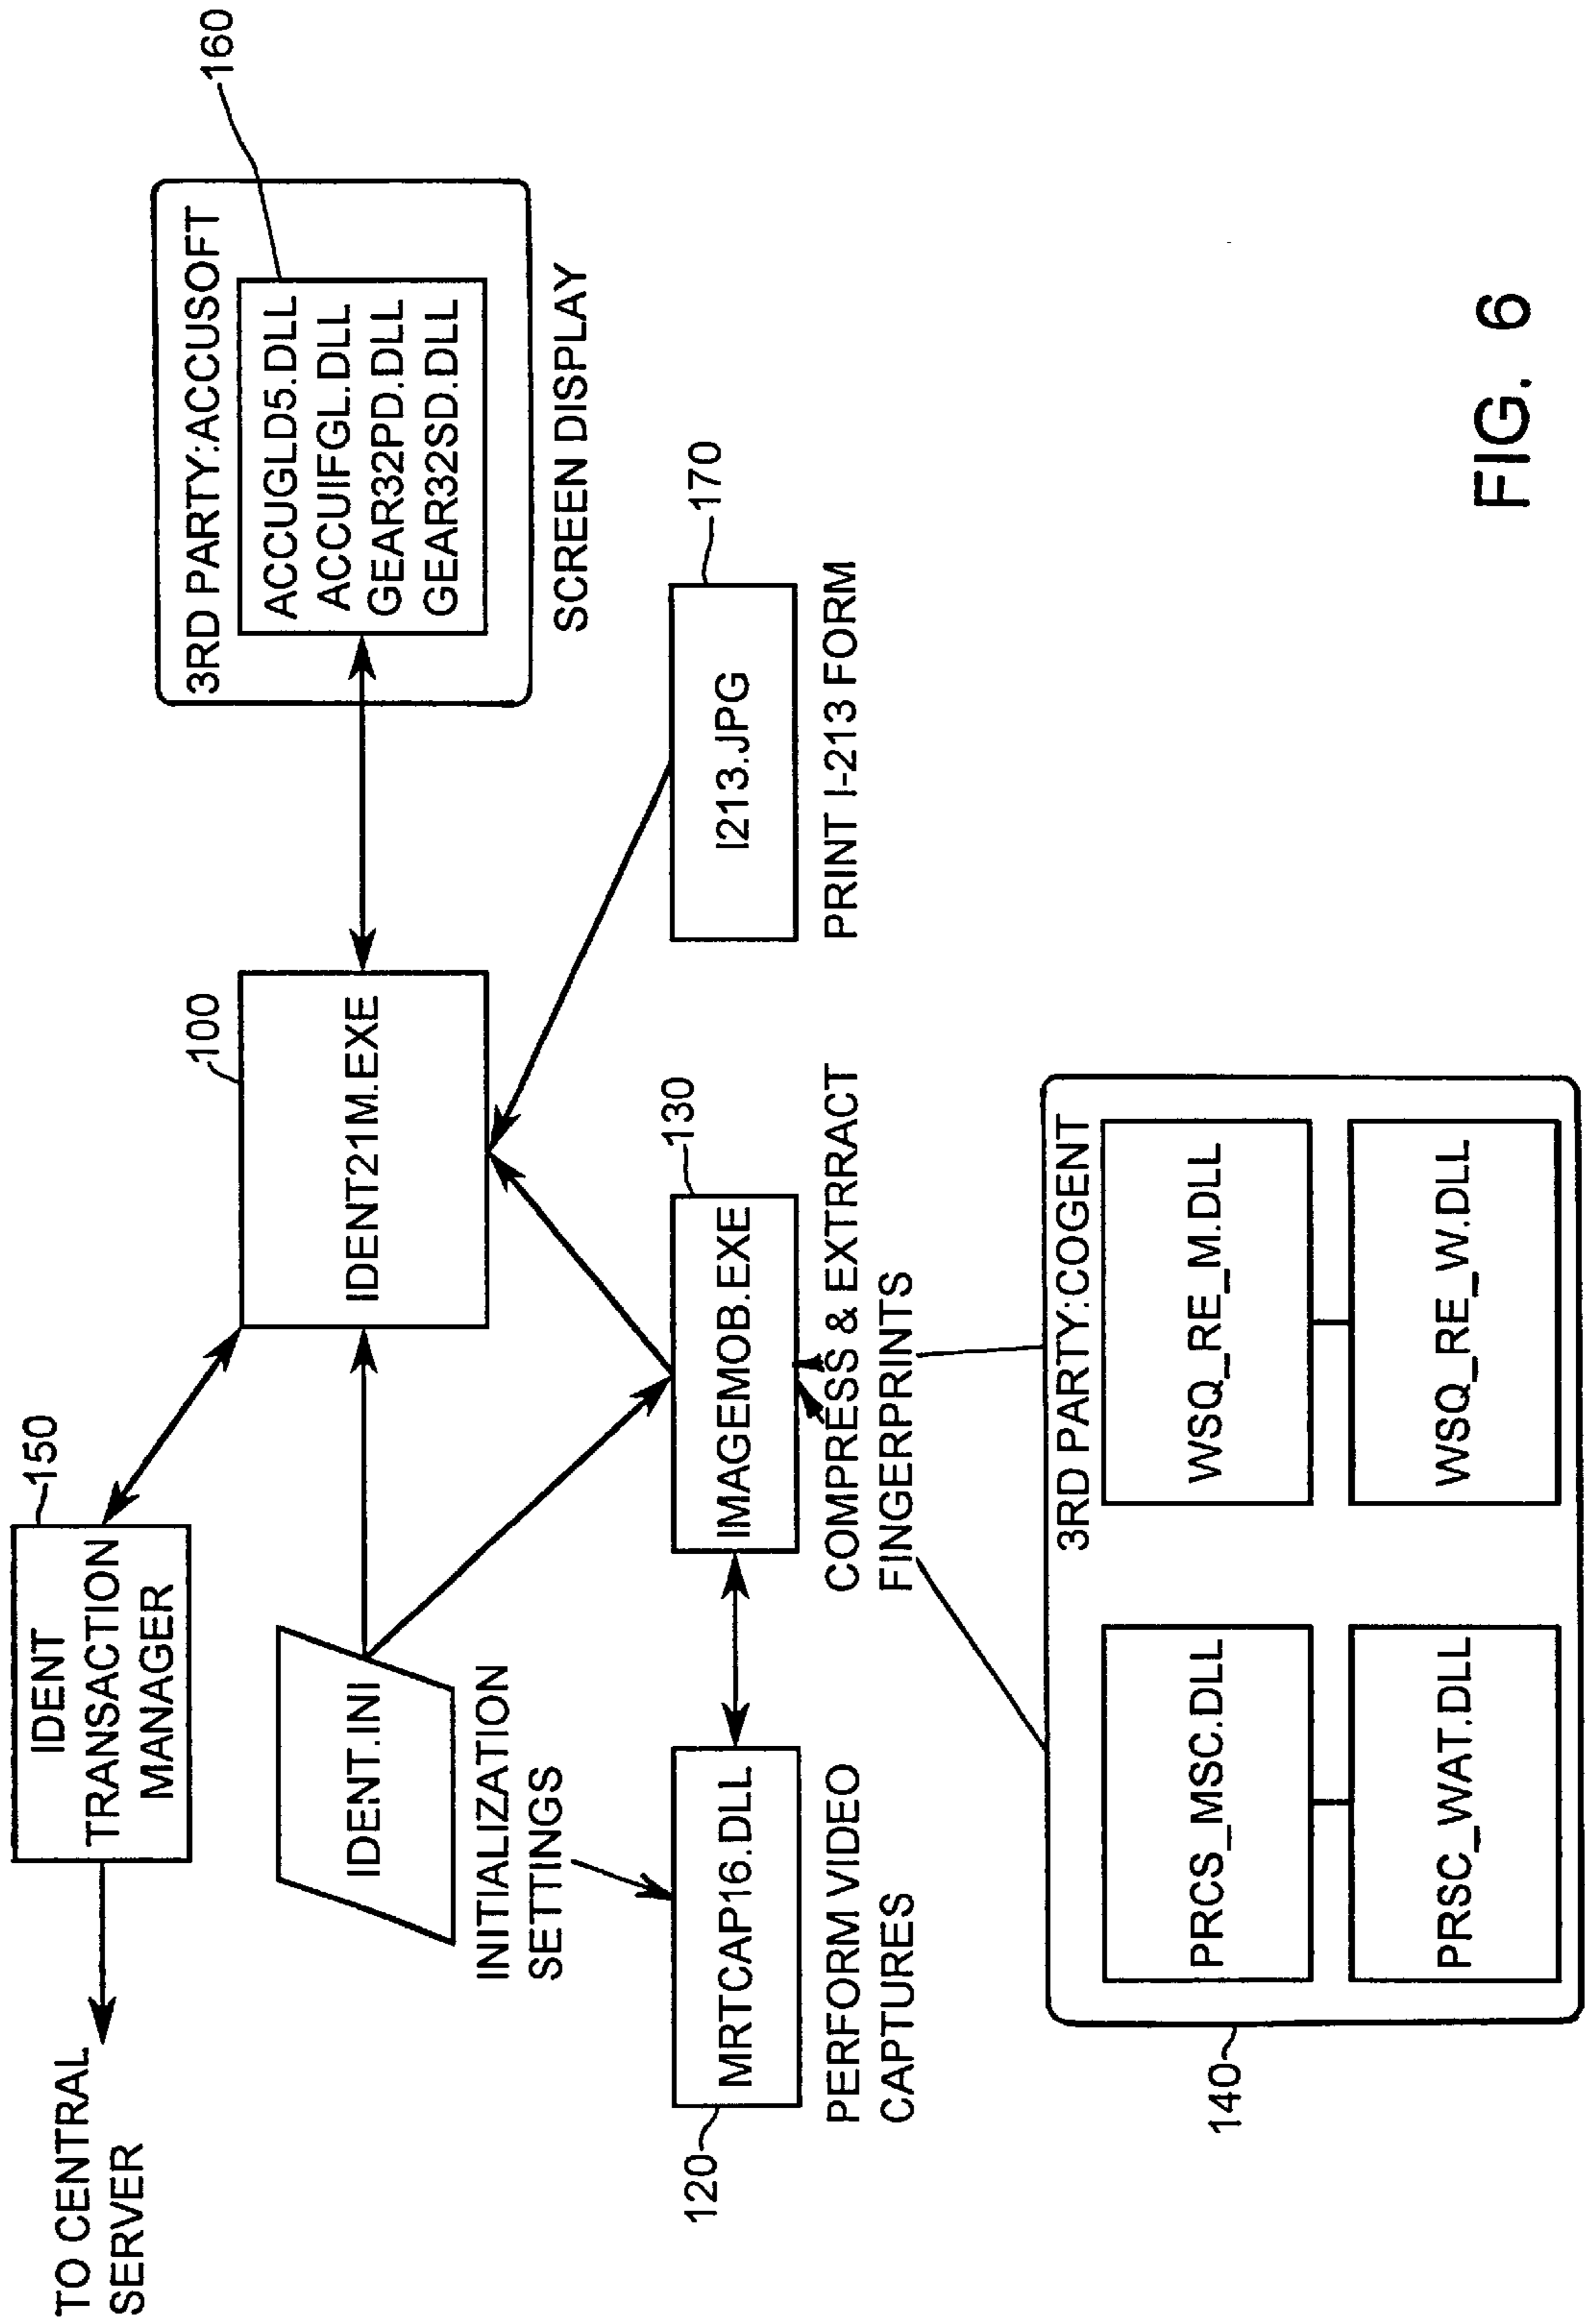 TO CENTRAL
SERVER
IDENT
TRANSACTION
MANAGER
150
IDENT.INI
INITIALIZATION
SETTINGS
100
IDENT21M.EXE
3RD PARTY:ACCUSOFT
160
ACCUGLD5.DLL
ACCUIFGL.DLL
GEAR32PD.DLL
GEAR32SD.DLL
SCREEN DISPLAY
120
MRTCAP16.DLL
PERFORM VIDEO
CAPTURES
130
IMAGEMOB.EXE
COMPRESS & EXTRRACT
FINGERPRINTS
170
I213.JPG
PRINT I-213 FORM
140
3RD PARTY:COGENT
PRCS_MSC.DLL
WSQ_RE_M.DLL
PRSC_WAT.DLL
WSQ_RE_W.DLL
FIG. 6